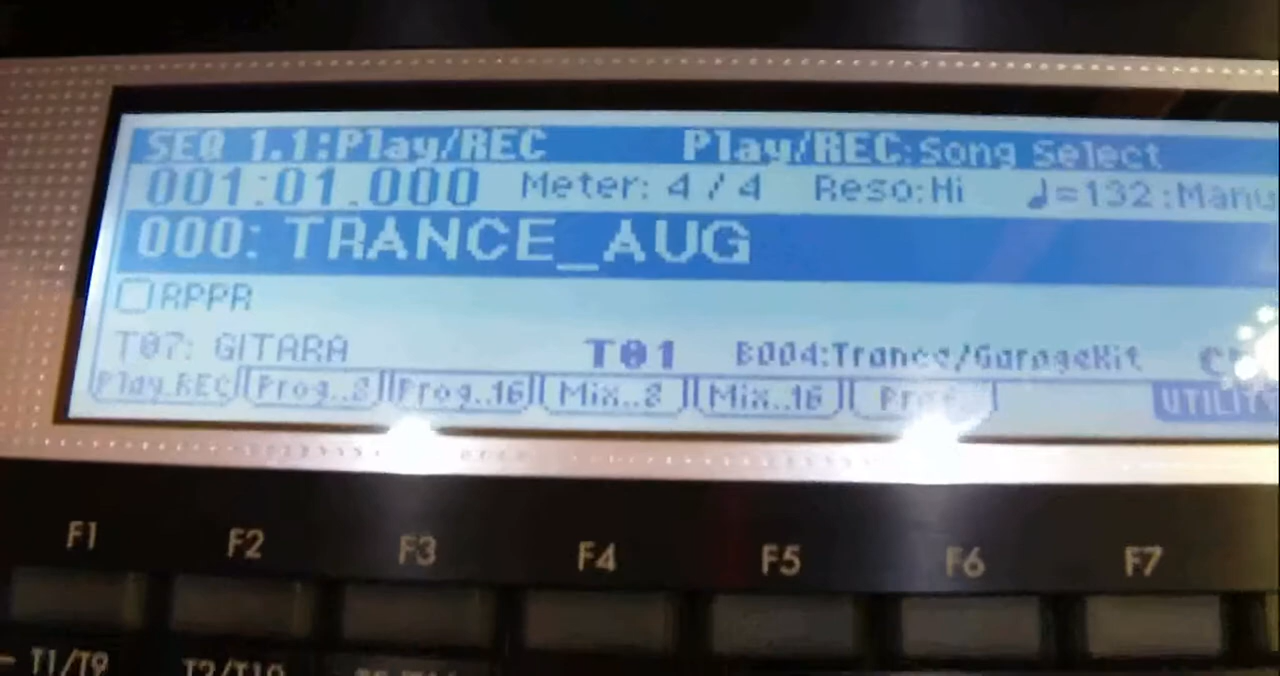 SEQ 1.1:Play/REC Play/REC:Song Select
001:01.000 Meter: 4/4 Reso:Hi ♩=132:Manu
000: TRANCE_AUG
RPPR
T07: GITARA T01 B004:Trance/GarageKit
Play.REC Prog..8 Prog..16 Mix..8 Mix..16 UTILITY
F1 F2 F3 F4 F5 F6 F7
T1/T9 T2/T10